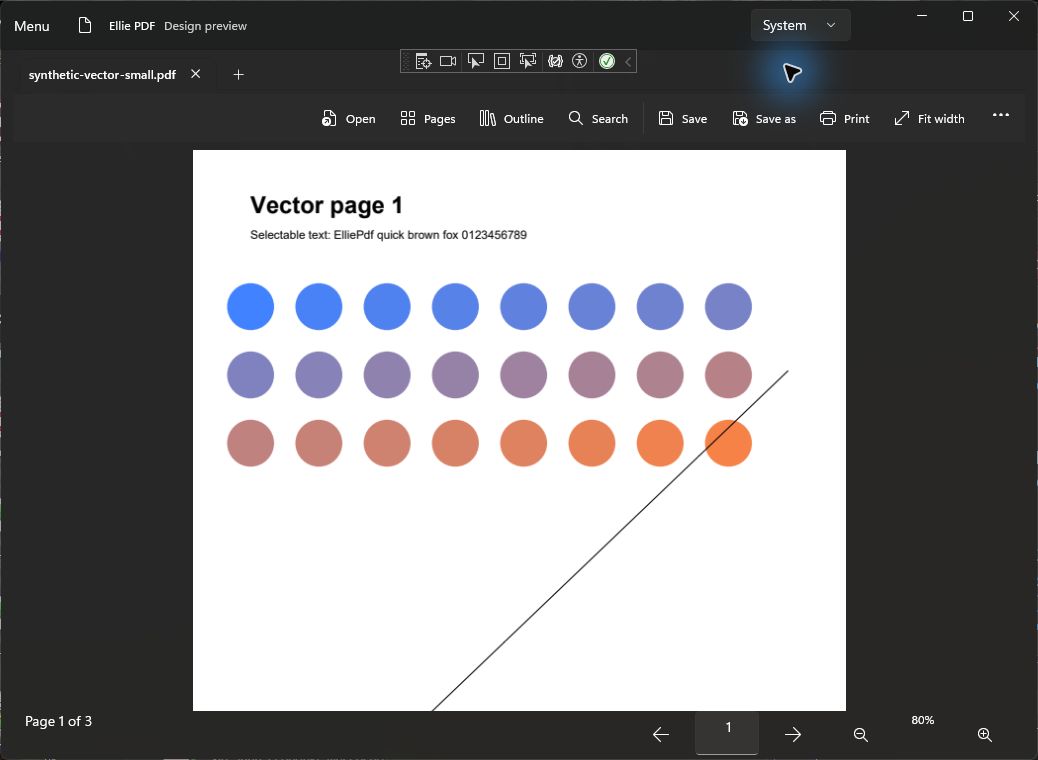 Menu Ellie PDF Design preview System
synthetic-vector-small.pdf
Open Pages Outline Search Save Save as Print Fit width
Vector page 1
Selectable text: ElliePdf quick brown fox 0123456789
Page 1 of 3 1 80%